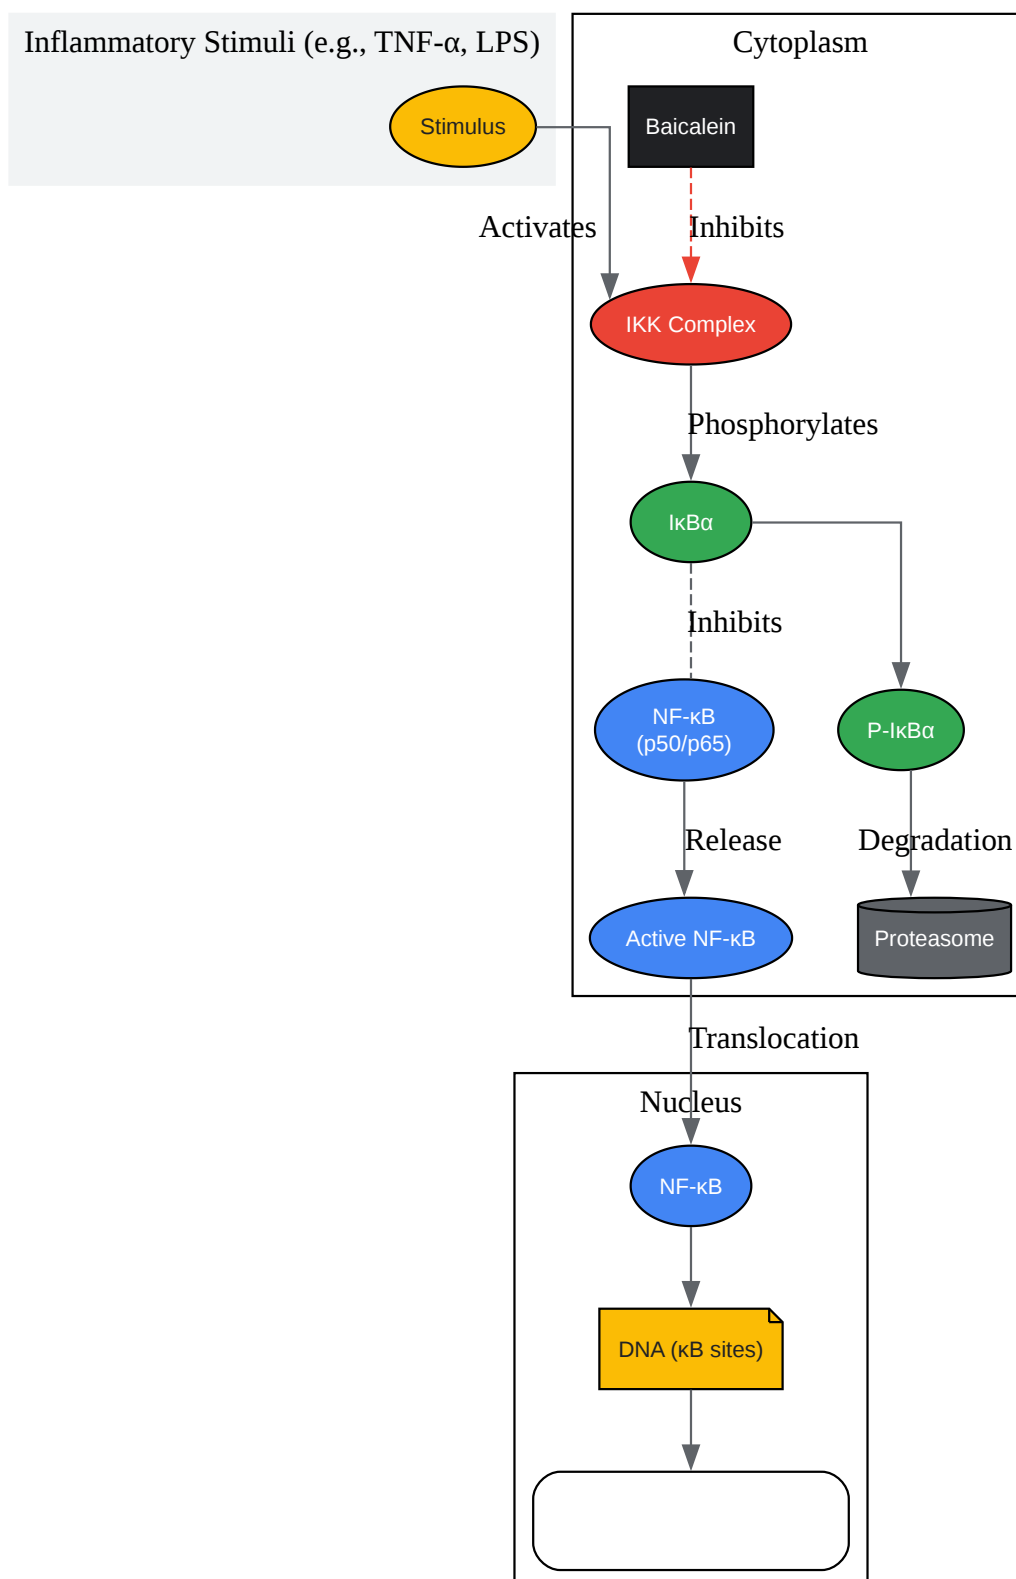 Inflammatory Stimuli (e.g., TNF-α, LPS)
Cytoplasm
Stimulus
Baicalein
Activates
Inhibits
IKK Complex
Phosphorylates
IκBα
Inhibits
NF-κB
(p50/p65)
P-IκBα
Release
Degradation
Active NF-κB
Proteasome
Translocation
Nucleus
NF-κB
DNA (κB sites)